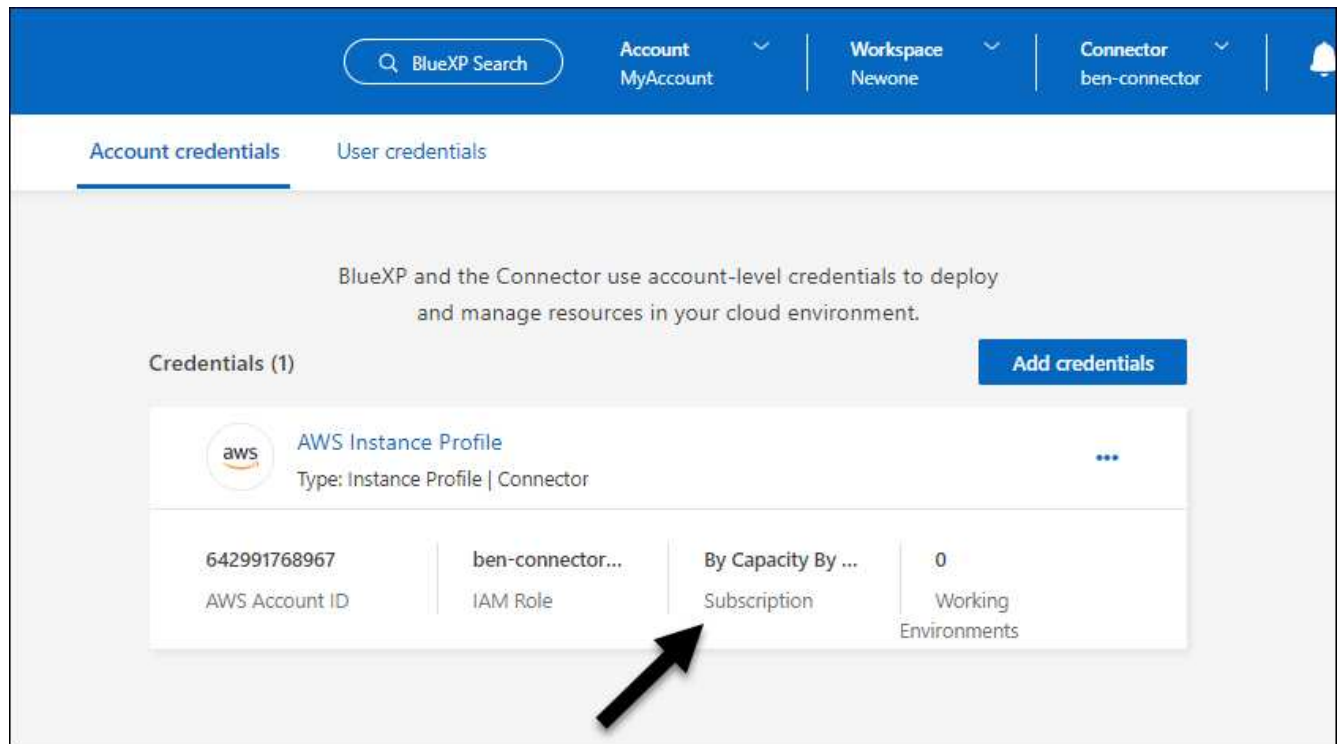 BlueXP Search
Account
MyAccount
Workspace
Newone
Connector
ben-connector
Account credentials
User credentials
BlueXP and the Connector use account-level credentials to deploy
and manage resources in your cloud environment.
Credentials (1)
Add credentials
aws
AWS Instance Profile
Type: Instance Profile | Connector
642991768967
AWS Account ID
ben-connector...
IAM Role
By Capacity By ...
Subscription
0
Working
Environments